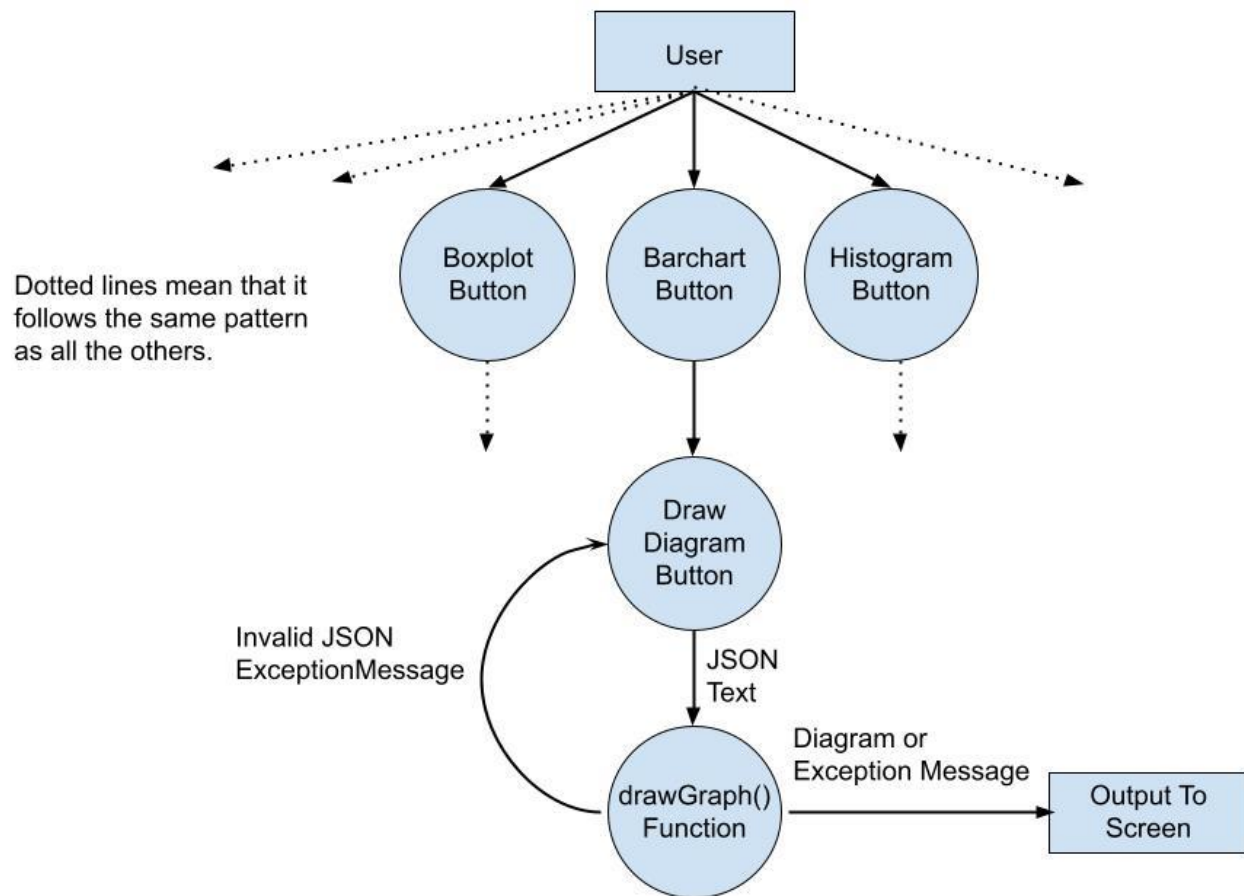 User
Boxplot
Button
Barchart
Button
Histogram
Button
Dotted lines mean that it
follows the same pattern
as all the others.
Draw
Diagram
Button
Invalid JSON
ExceptionMessage
JSON
Text
Diagram or
Exception Message
drawGraph()
Function
Output To
Screen